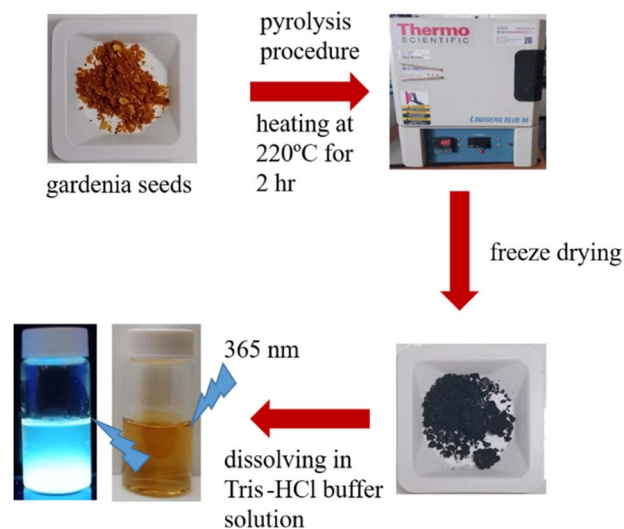 pyrolysis
procedure
heating at
220ºC for
2 hr
gardenia seeds
Thermo
SCIENTIFIC
LINDBERG BLUE M
freeze drying
365 nm
dissolving in
Tris-HCl buffer
solution